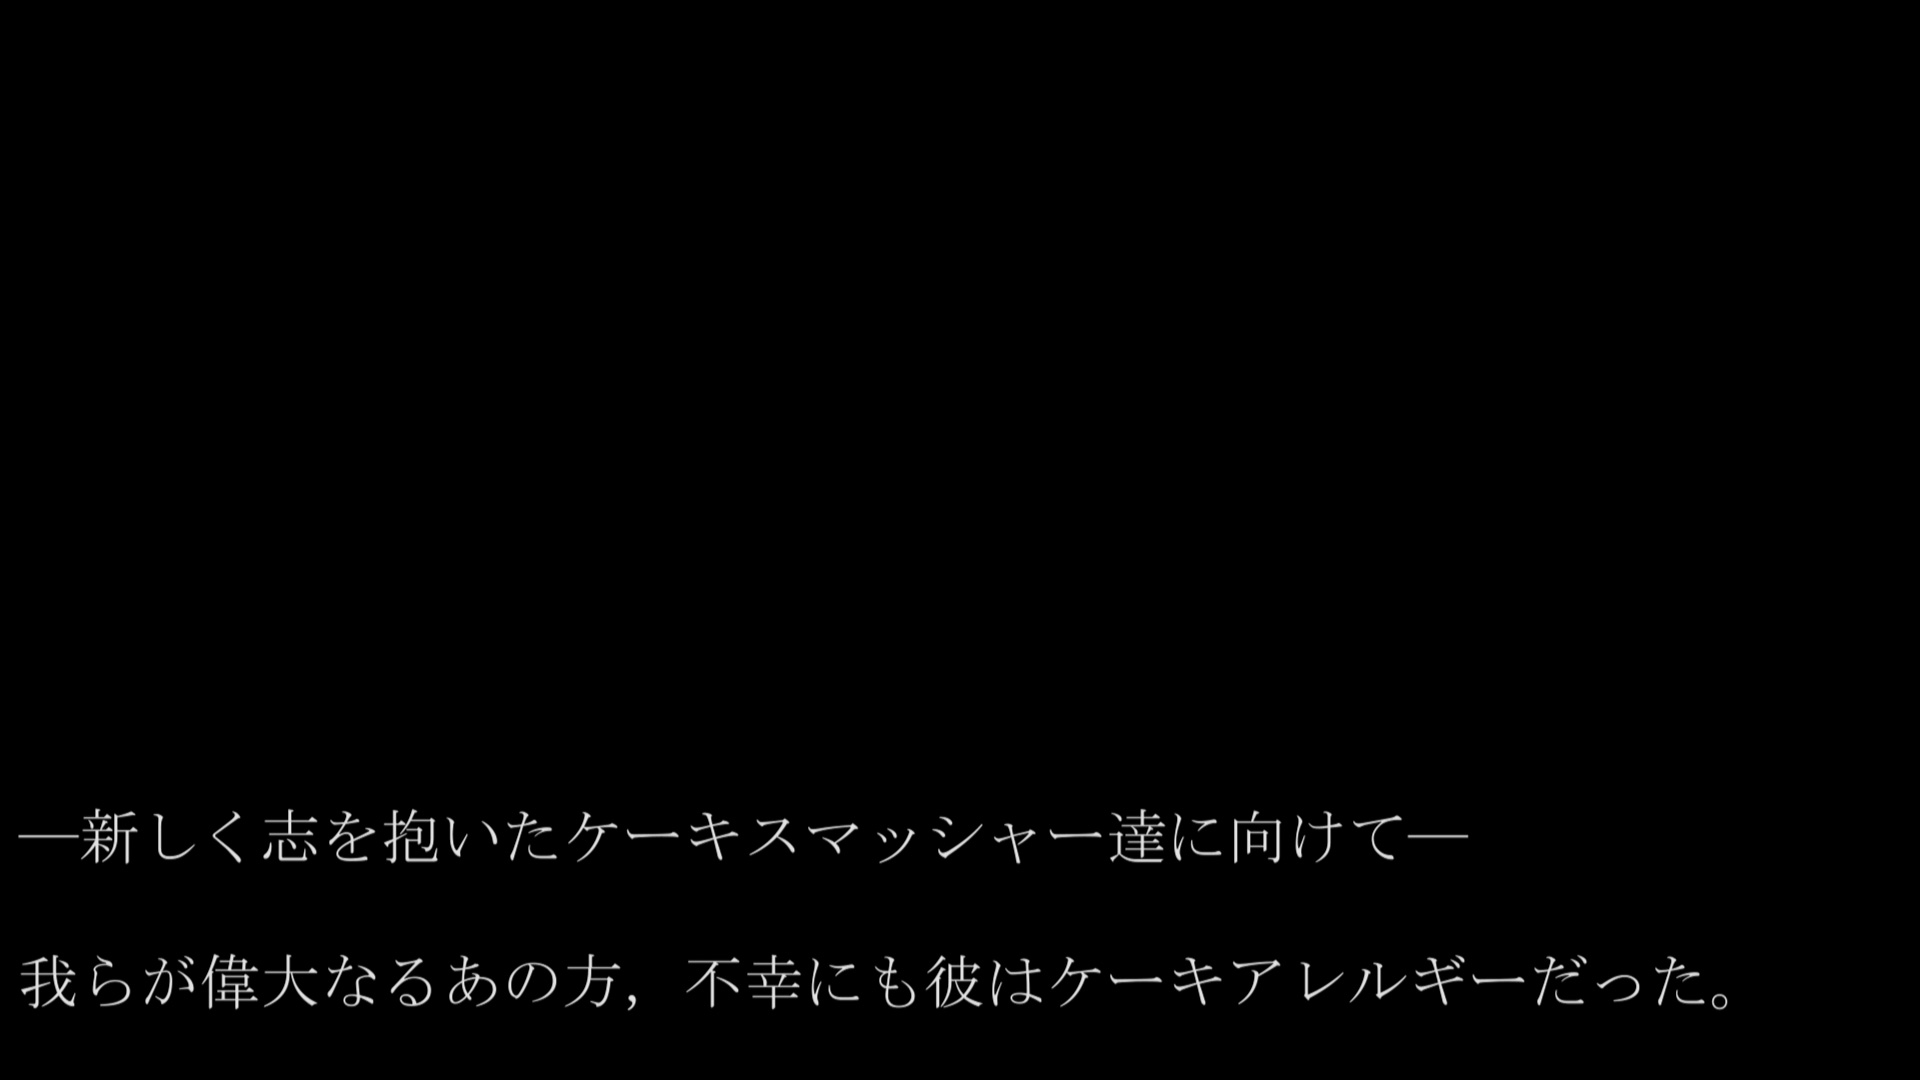 ―新しく志を抱いたケーキスマッシャー達に向けて―
我らが偉大なるあの方，不幸にも彼はケーキアレルギーだった。